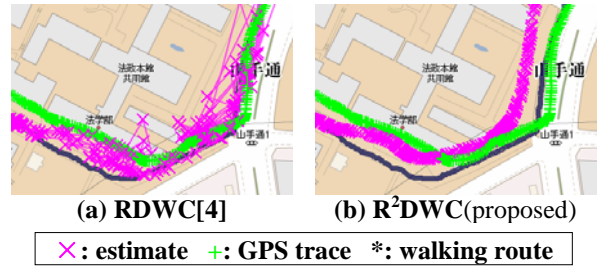 法政本館
共用館
山手通
法学部
山手通1
法政本館
共用館
山手通
法学部
山手通1
(a) RDWC[4]
(b) R²DWC(proposed)
×: estimate +: GPS trace *: walking route